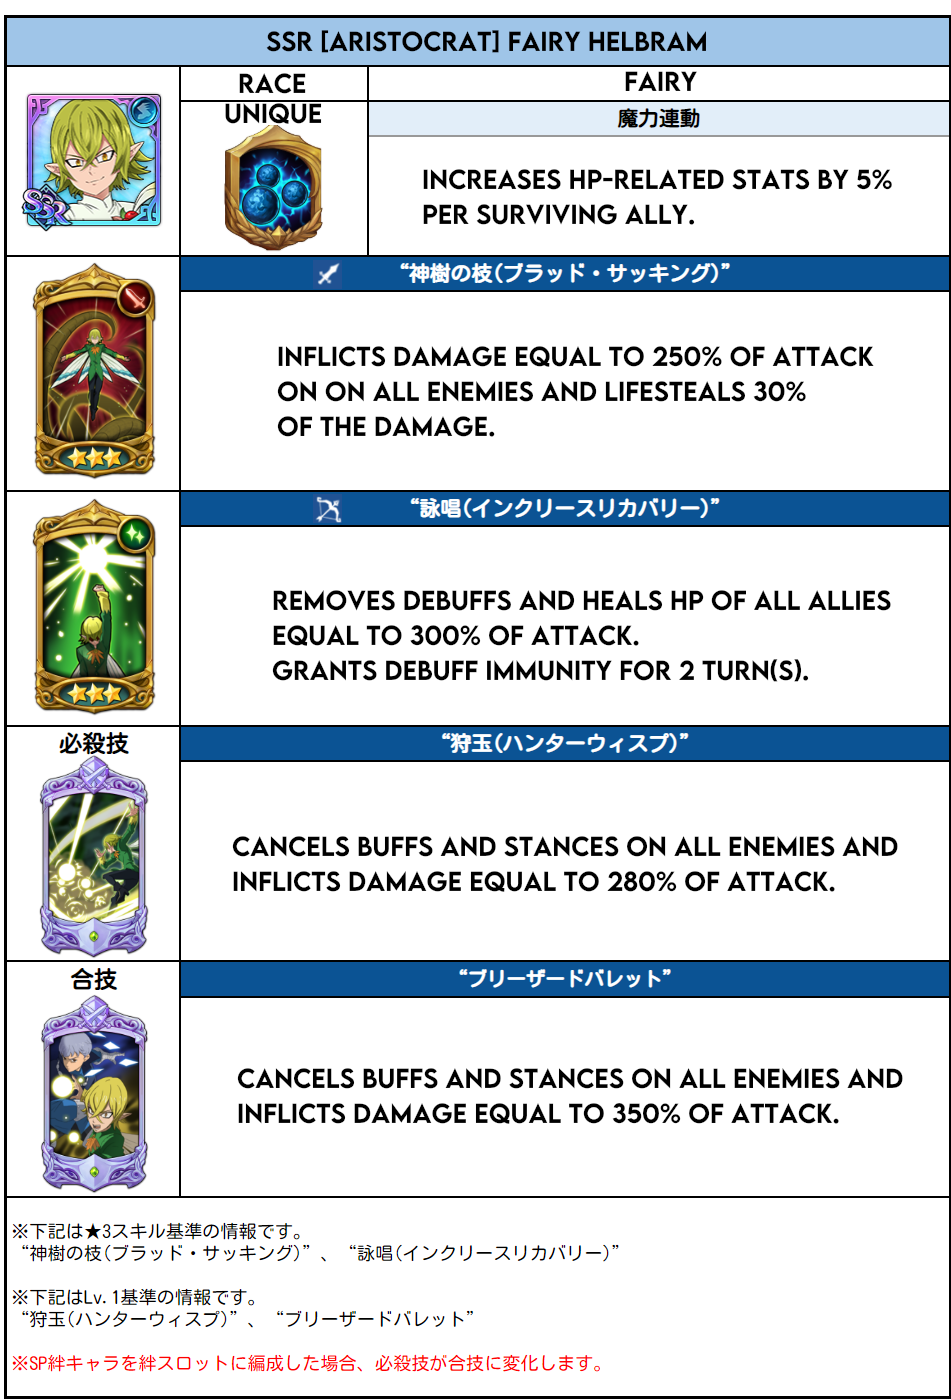 SSR [ARISTOCRAT] FAIRY HELBRAM
RACE
FAIRY
UNIQUE
魔力連動
SSR
INCREASES HP-RELATED STATS BY 5%
PER SURVIVING ALLY.
“神樹の枝(ブラッド・サッキング)”
INFLICTS DAMAGE EQUAL TO 250% OF ATTACK
ON ON ALL ENEMIES AND LIFESTEALS 30%
OF THE DAMAGE.
“詠唱(インクリースリカバリー)”
REMOVES DEBUFFS AND HEALS HP OF ALL ALLIES
EQUAL TO 300% OF ATTACK.
GRANTS DEBUFF IMMUNITY FOR 2 TURN(S).
必殺技
“狩玉(ハンターウィスプ)”
CANCELS BUFFS AND STANCES ON ALL ENEMIES AND
INFLICTS DAMAGE EQUAL TO 280% OF ATTACK.
合技
“ブリーザードバレット”
CANCELS BUFFS AND STANCES ON ALL ENEMIES AND
INFLICTS DAMAGE EQUAL TO 350% OF ATTACK.
※下記は★3スキル基準の情報です。
“神樹の枝(ブラッド・サッキング)”、“詠唱(インクリースリカバリー)”
※下記はLv.1基準の情報です。
“狩玉(ハンターウィスプ)”、“ブリーザードバレット”
※SP絆キャラを絆スロットに編成した場合、必殺技が合技に変化します。